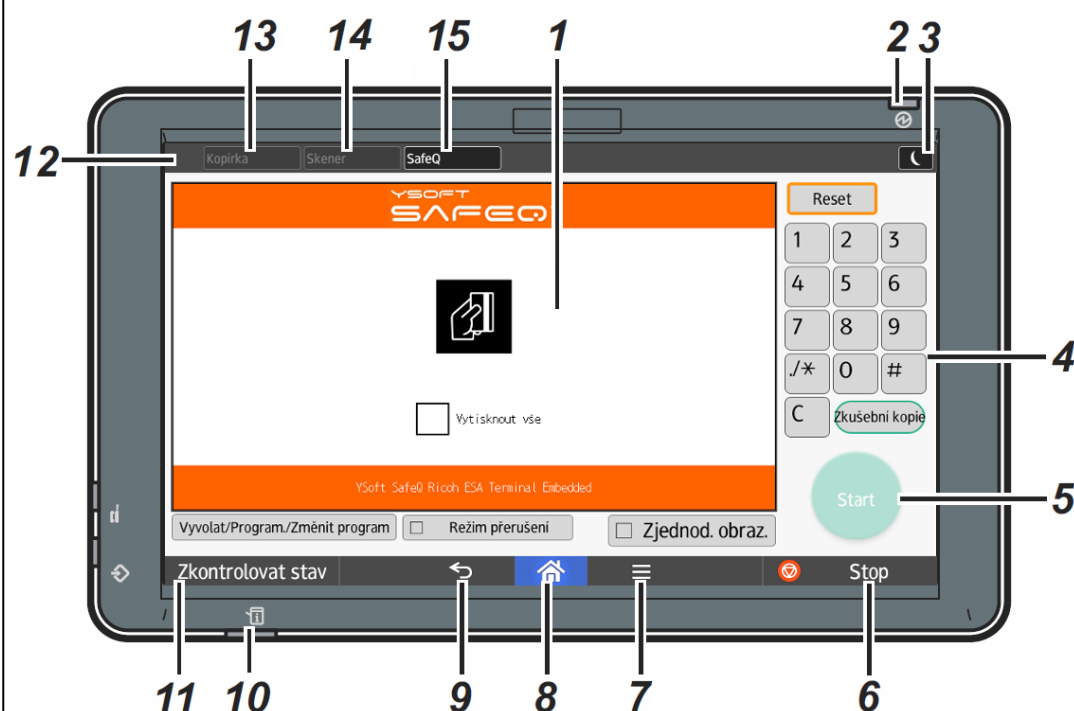 13 14 15 1 2 3
12
Kopírka Skener SafeQ
YSOFT
SAFEQ
Reset
1 2 3
4 5 6
7 8 9
./* 0 #
4
C Zkušební kopie
Vytisknout vše
Start
5
YSoft SafeQ Ricoh ESA Terminal Embedded
Vyvolat/Program./Změnit program Režim přerušení Zjednod. obraz.
Zkontrolovat stav Stop
11 10 9 8 7 6